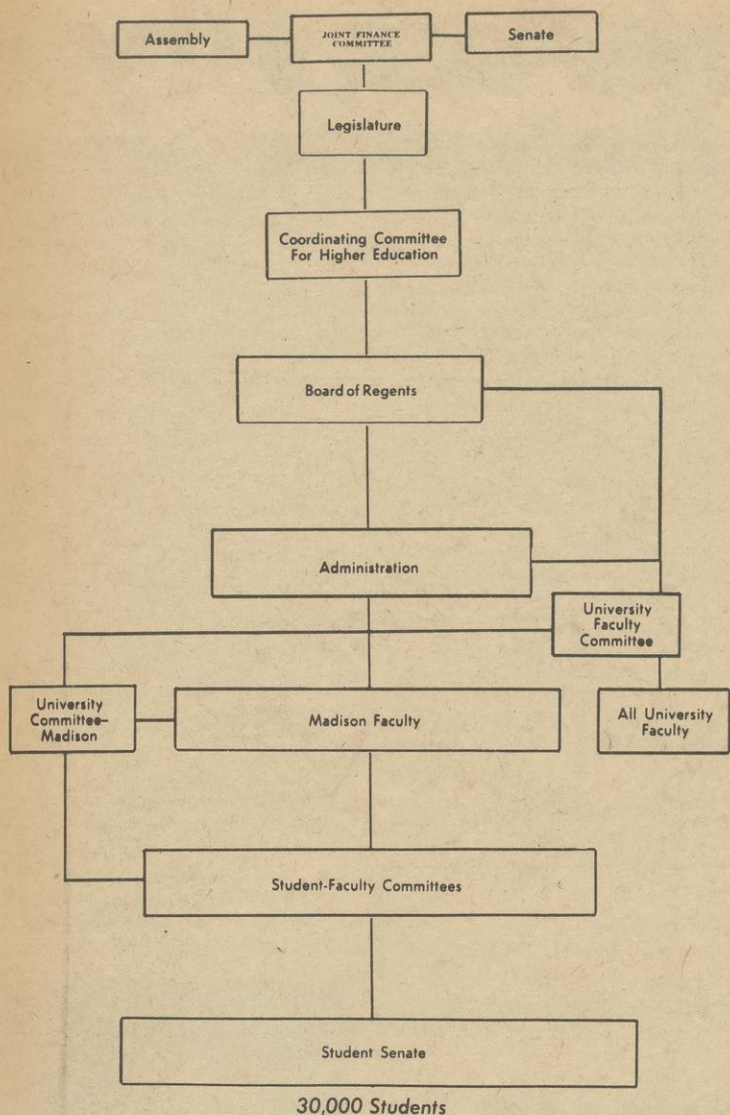 Assembly
JOINT FINANCE
COMMITTEE
Senate
Legislature
Coordinating Committee
For Higher Education
Board of Regents
Administration
University
Faculty
Committee
University
Committee–
Madison
Madison Faculty
All University
Faculty
Student-Faculty Committees
Student Senate
30,000 Students